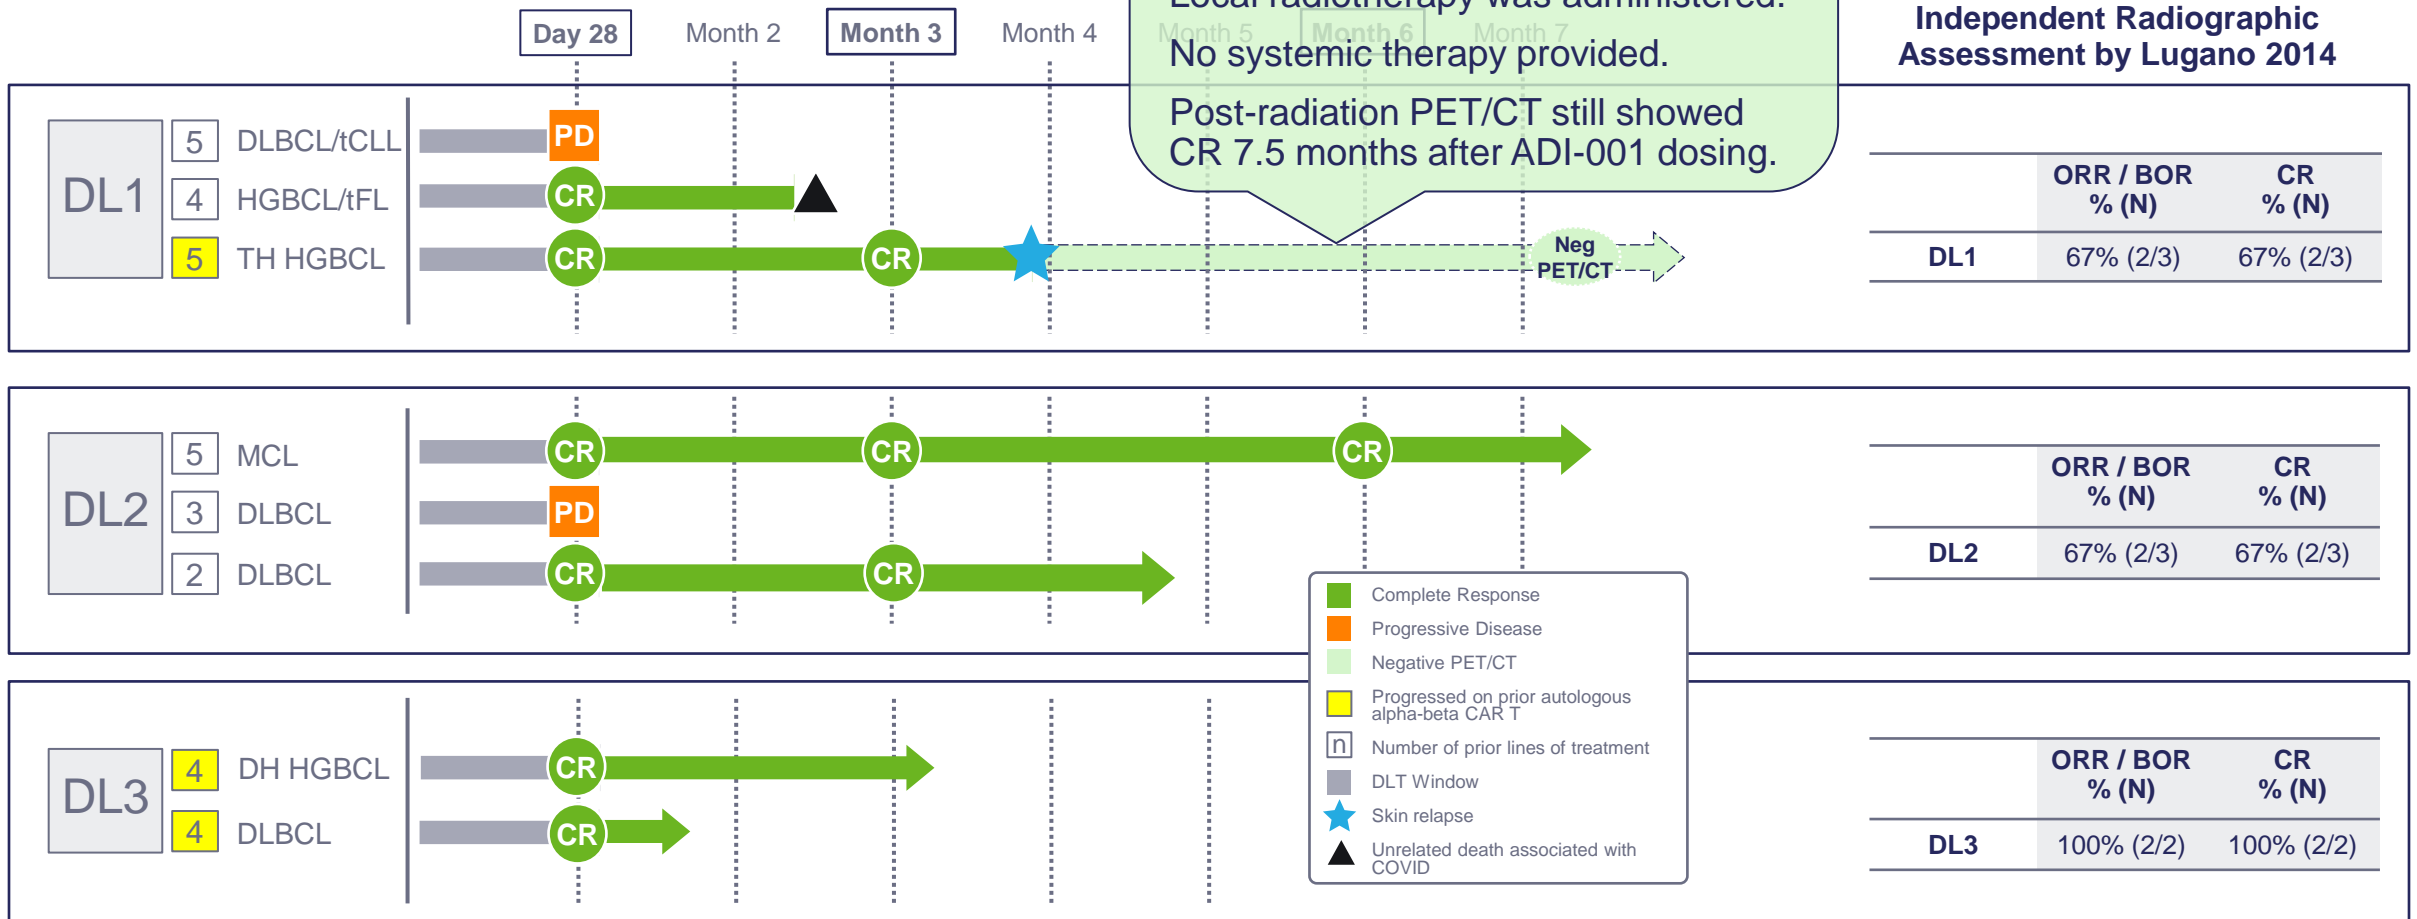 Local radiotherapy was administered.
No systemic therapy provided.
Post-radiation PET/CT still showed
CR 7.5 months after ADI-001 dosing.
Independent Radiographic
Assessment by Lugano 2014
Day 28
Month 2
Month 3
Month 4
Month 5
Month 6
Month 7
DL1
5 DLBCL/tCLL PD
4 HGBCL/tFL CR
5 TH HGBCL CR CR
Neg
PET/CT
ORR / BOR
% (N)
CR
% (N)
DL1 67% (2/3) 67% (2/3)
DL2
5 MCL CR CR CR
3 DLBCL PD
2 DLBCL CR CR
ORR / BOR
% (N)
CR
% (N)
DL2 67% (2/3) 67% (2/3)
Complete Response
Progressive Disease
Negative PET/CT
Progressed on prior autologous
alpha-beta CAR T
n Number of prior lines of treatment
DLT Window
Skin relapse
Unrelated death associated with
COVID
DL3
4 DH HGBCL CR
4 DLBCL CR
ORR / BOR
% (N)
CR
% (N)
DL3 100% (2/2) 100% (2/2)